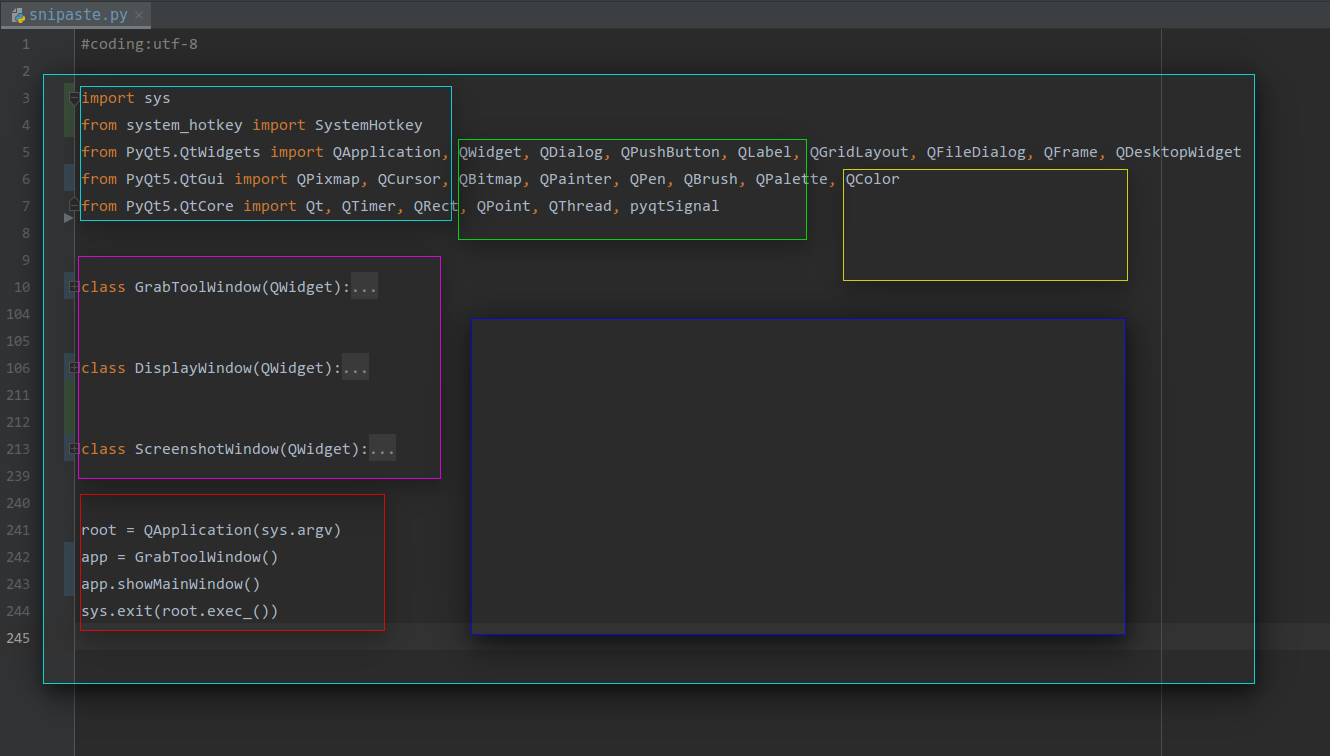 snipaste.py
1 #coding:utf-8
2
3 import sys
4 from system_hotkey import SystemHotkey
5 from PyQt5.QtWidgets import QApplication, QWidget, QDialog, QPushButton, QLabel, QGridLayout, QFileDialog, QFrame, QDesktopWidget
6 from PyQt5.QtGui import QPixmap, QCursor, QBitmap, QPainter, QPen, QBrush, QPalette, QColor
7 from PyQt5.QtCore import Qt, QTimer, QRect, QPoint, QThread, pyqtSignal
8
9
10 class GrabToolWindow(QWidget):...
104
105
106 class DisplayWindow(QWidget):...
211
212
213 class ScreenshotWindow(QWidget):...
239
240
241 root = QApplication(sys.argv)
242 app = GrabToolWindow()
243 app.showMainWindow()
244 sys.exit(root.exec_())
245